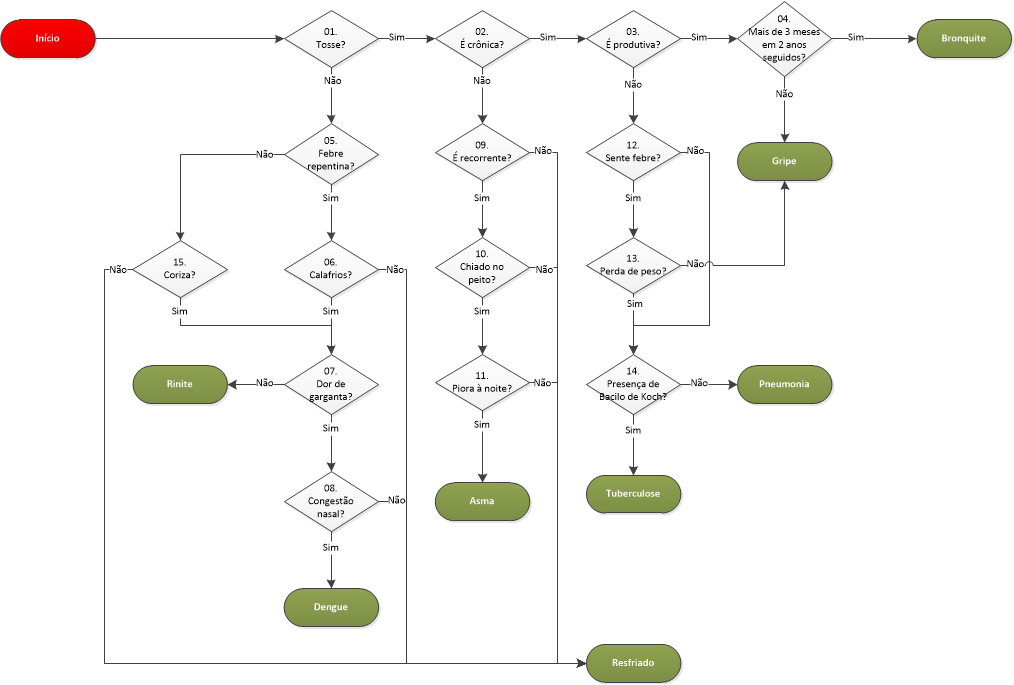 Início
01.
Tosse?
Sim
02.
É crônica?
Sim
03.
É produtiva?
Sim
04.
Mais de 3 meses
em 2 anos
seguidos?
Sim
Bronquite
Não
Não
Não
Não
05.
Febre
repentina?
Não
09.
É recorrente?
Não
12.
Sente febre?
Não
Gripe
Sim
Sim
Sim
15.
Coriza?
Não
06.
Calafrios?
Não
10.
Chiado no
peito?
Não
13.
Perda de peso?
Não
Sim
Sim
Sim
Sim
Rinite
Não
07.
Dor de
garganta?
11.
Piora à noite?
Não
14.
Presença de
Bacilo de Koch?
Não
Pneumonia
Sim
Sim
Sim
08.
Congestão
nasal?
Não
Asma
Tuberculose
Sim
Dengue
Resfriado